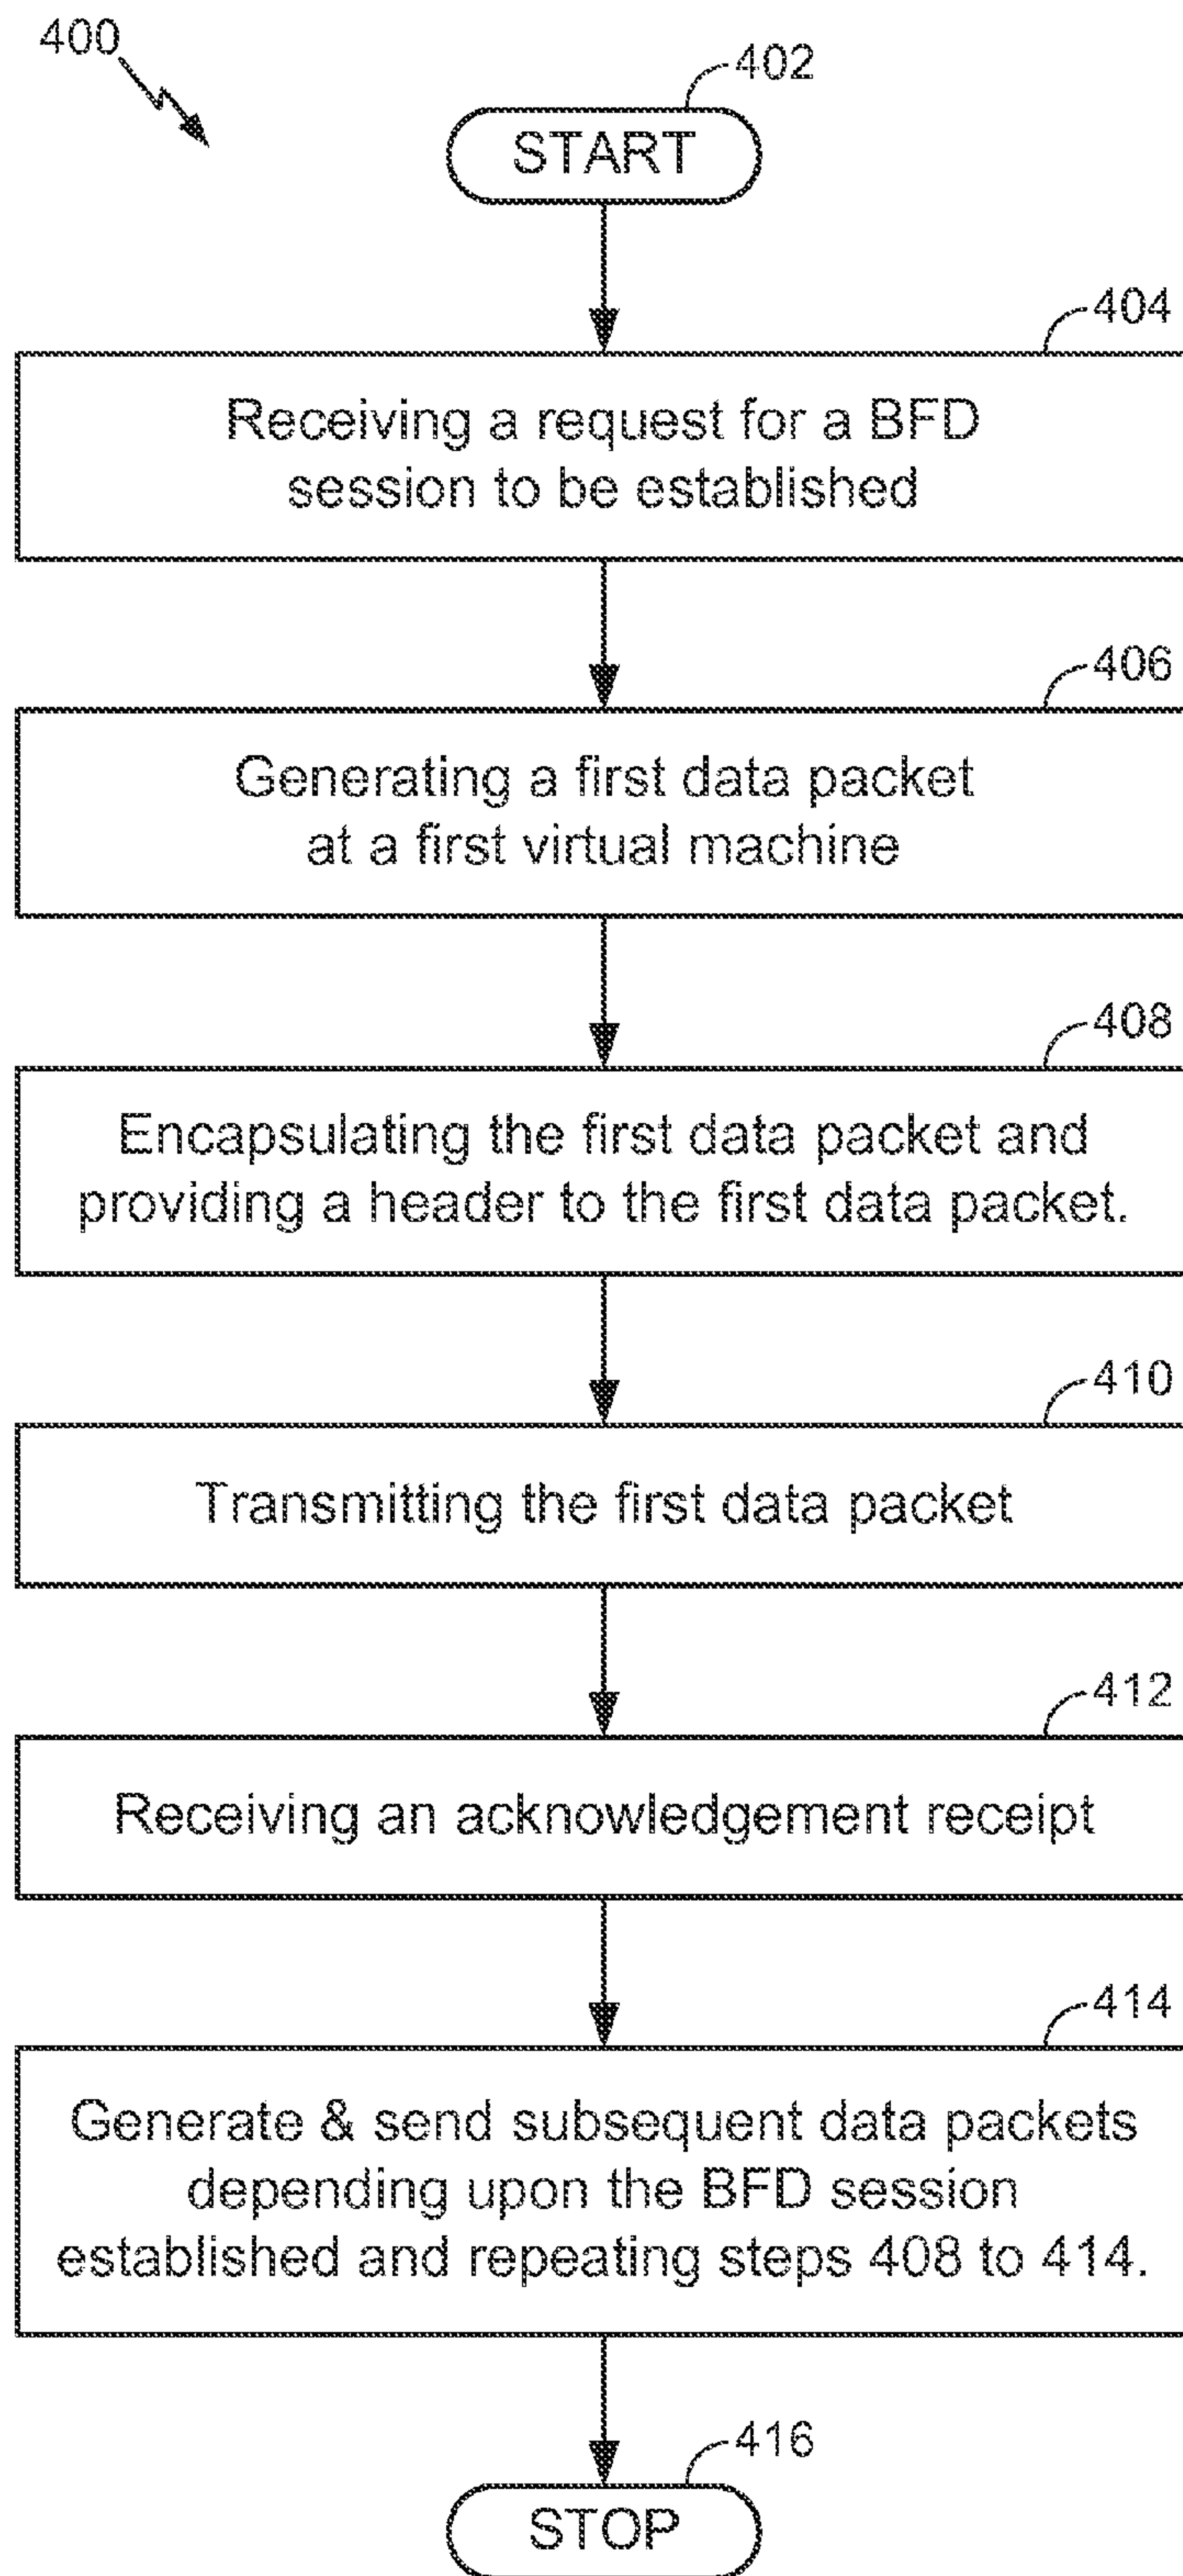 400
402
START
404
Receiving a request for a BFD
session to be established
406
Generating a first data packet
at a first virtual machine
408
Encapsulating the first data packet and
providing a header to the first data packet.
410
Transmitting the first data packet
412
Receiving an acknowledgement receipt
414
Generate & send subsequent data packets
depending upon the BFD session
established and repeating steps 408 to 414.
416
STOP